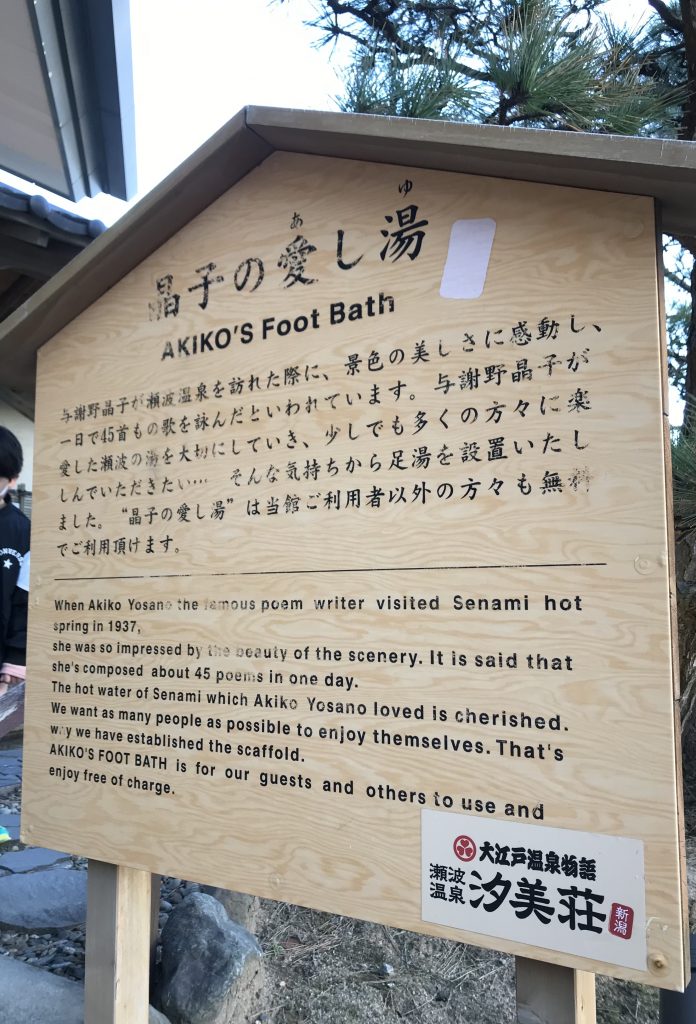 あ ゆ
晶子の愛し湯
AKIKO'S Foot Bath
与謝野晶子が瀬波温泉を訪れた際に、景色の美しさに感動し、
一日で45首もの歌を詠んだといわれています。与謝野晶子が
愛した瀬波の湯を大切にしていき、少しでも多くの方々に楽
しんでいただきたい… そんな気持ちから足湯を設置いたし
ました。“晶子の愛し湯”は当館ご利用者以外の方々も無料
でご利用頂けます。
When Akiko Yosano the famous poem writer visited Senami hot
spring in 1937,
she was so impressed by the beauty of the scenery. It is said that
she's composed about 45 poems in one day.
The hot water of Senami which Akiko Yosano loved is cherished.
We want as many people as possible to enjoy themselves. That's
why we have established the scaffold.
AKIKO'S FOOT BATH is for our guests and others to use and
enjoy free of charge.
大江戸温泉物語
瀬波
温泉
汐美荘
新潟
CONVERSE